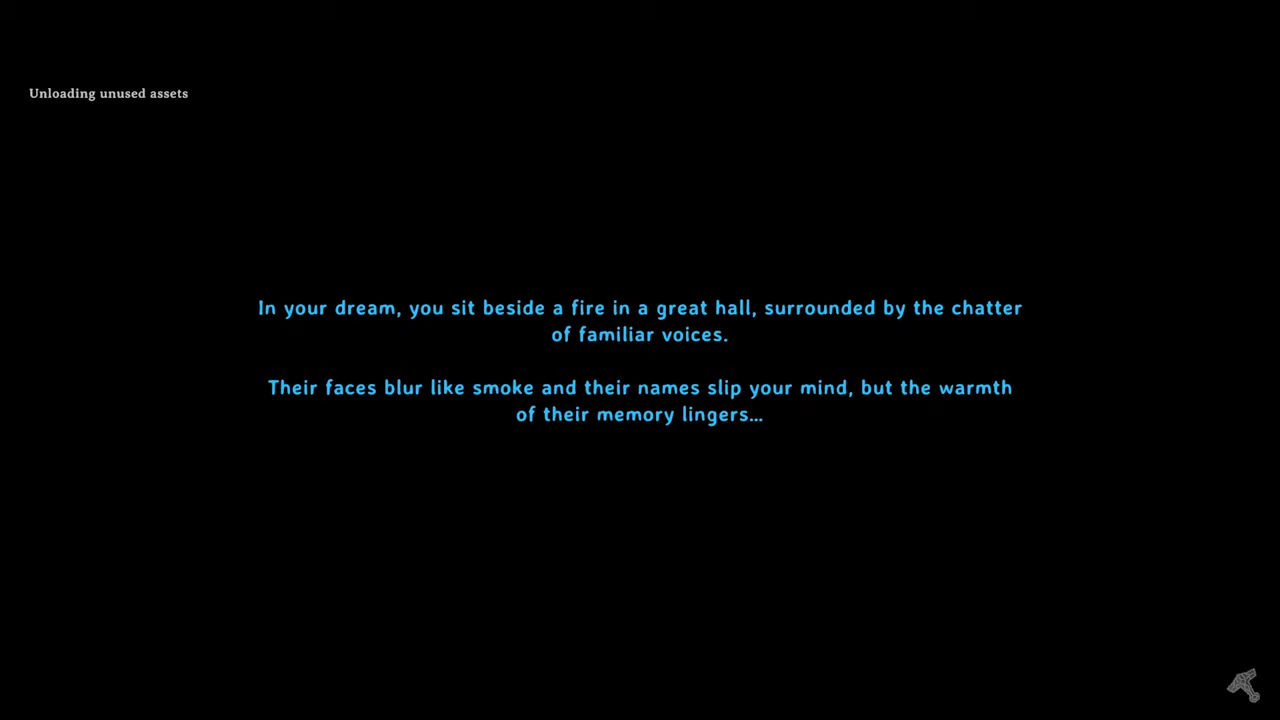 Unloading unused assets
In your dream, you sit beside a fire in a great hall, surrounded by the chatter
of familiar voices.
Their faces blur like smoke and their names slip your mind, but the warmth
of their memory lingers...